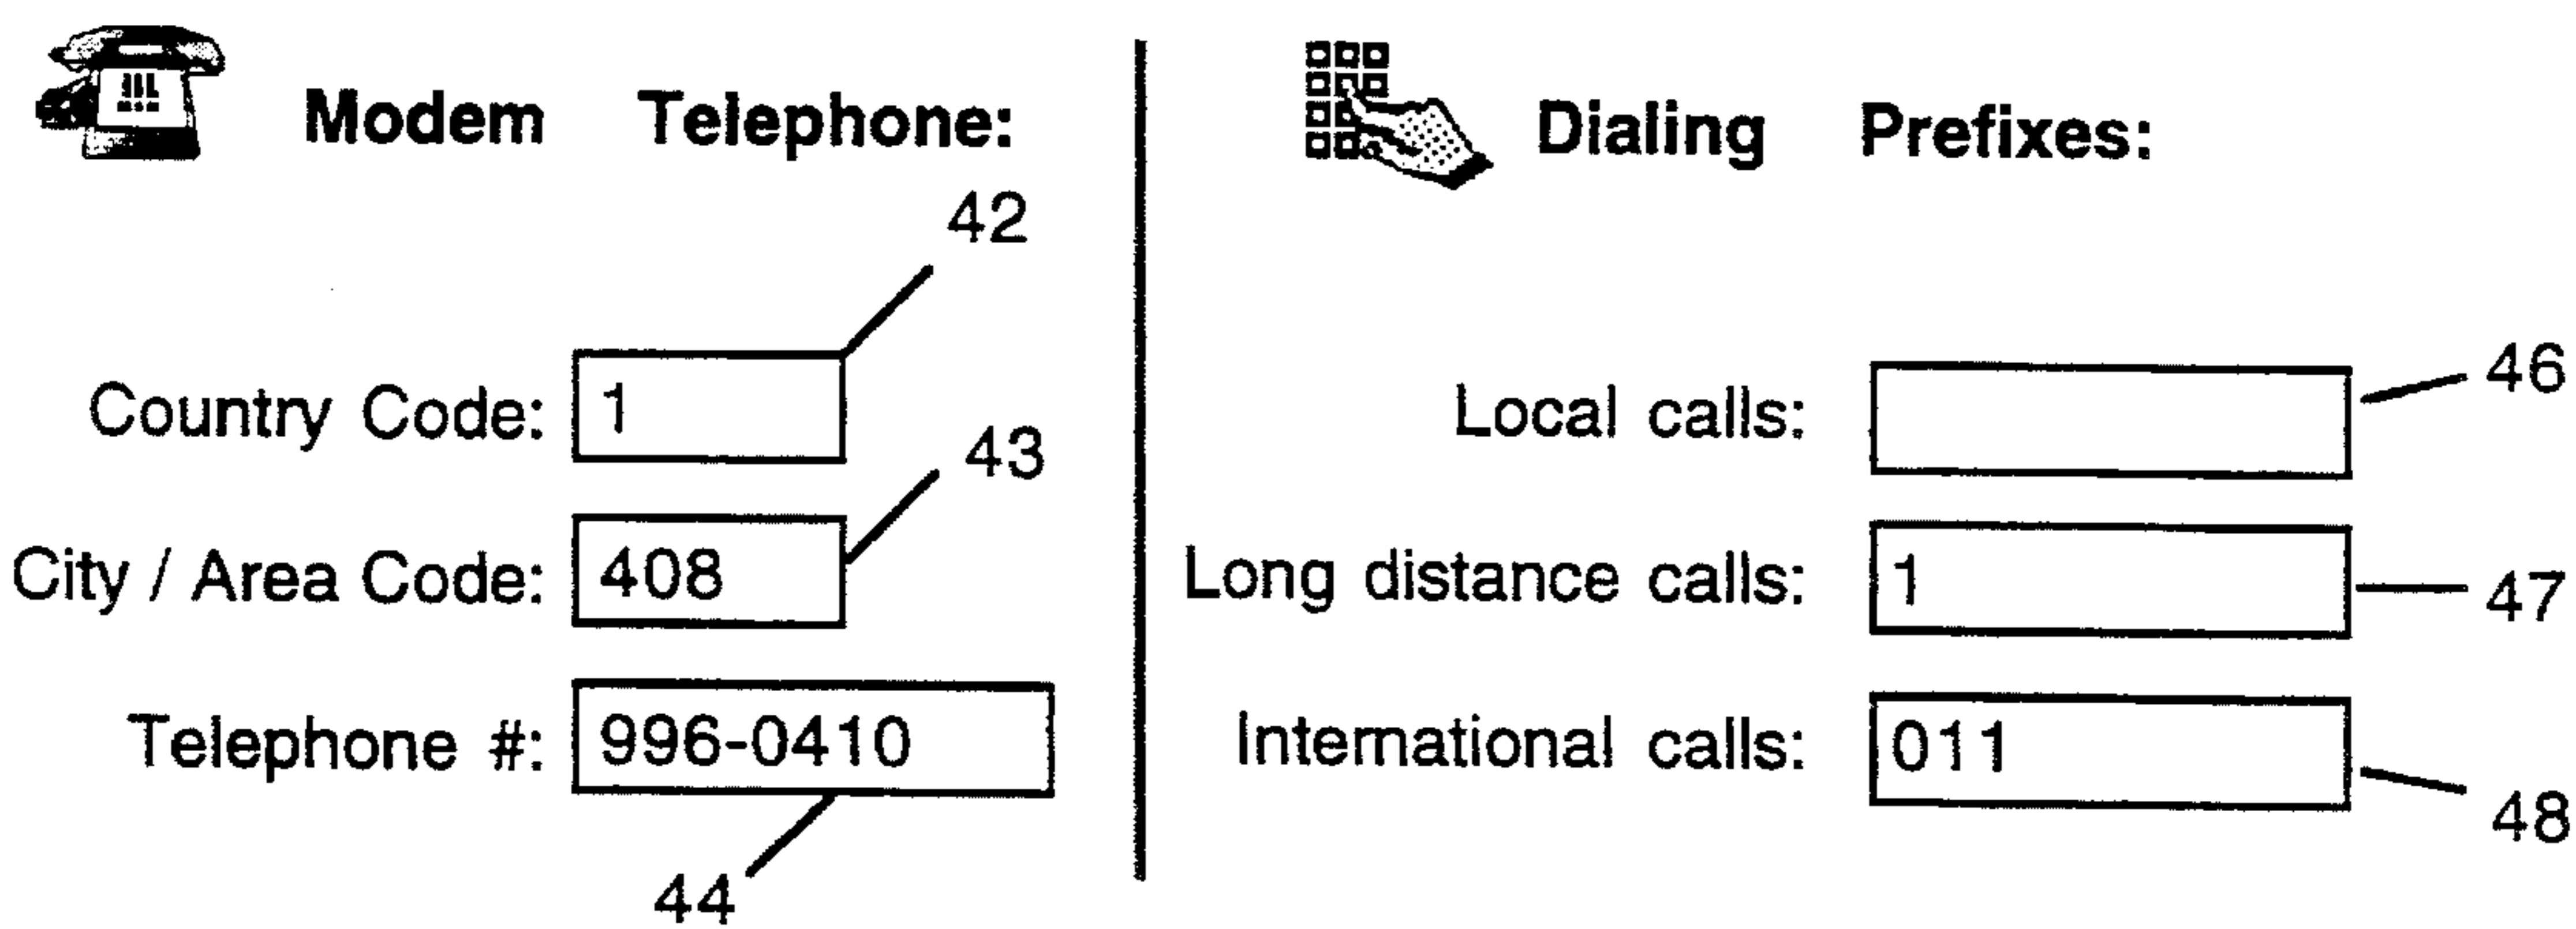 Modem Telephone:
42
Country Code: 1
43
City / Area Code: 408
Telephone #: 996-0410
44
Dialing Prefixes:
Local calls:
46
Long distance calls: 1
47
International calls: 011
48